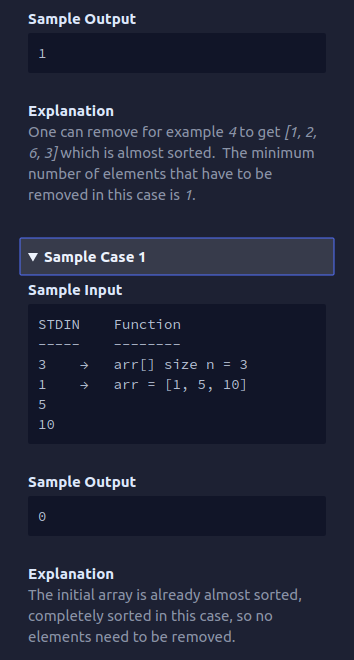 Sample Output
1
Explanation
One can remove for example 4 to get [1, 2,
6, 3] which is almost sorted. The minimum
number of elements that have to be
removed in this case is 1.
▼ Sample Case 1
Sample Input
STDIN    Function
-----    --------
3    →   arr[] size n = 3
1    →   arr = [1, 5, 10]
5
10
Sample Output
0
Explanation
The initial array is already almost sorted,
completely sorted in this case, so no
elements need to be removed.